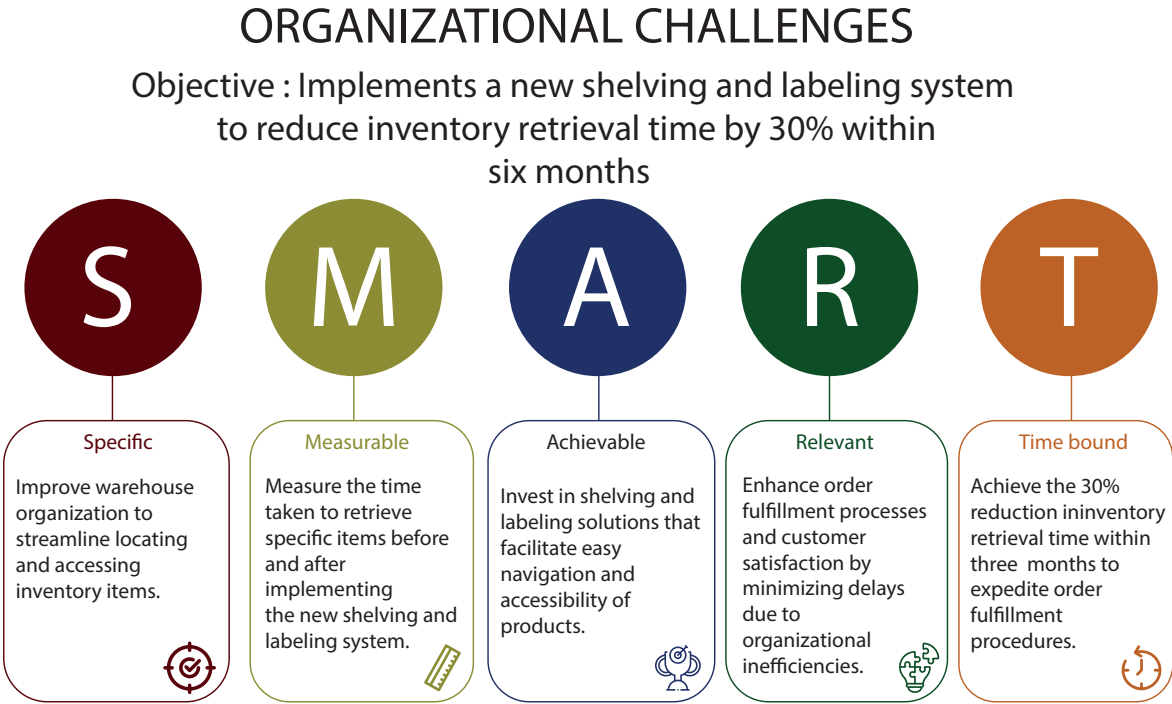 ORGANIZATIONAL CHALLENGES
Objective : Implements a new shelving and labeling system
to reduce inventory retrieval time by 30% within
six months
S
M
A
R
T
Specific
Improve warehouse
organization to
streamline locating
and accessing
inventory items.
Measurable
Measure the time
taken to retrieve
specific items before
and after
implementing
the new shelving and
labeling system.
Achievable
Invest in shelving and
labeling solutions that
facilitate easy
navigation and
accessibility of
products.
Relevant
Enhance order
fulfillment processes
and customer
satisfaction by
minimizing delays
due to
organizational
inefficiencies.
Time bound
Achieve the 30%
reduction ininventory
retrieval time within
three months to
expedite order
fulfillment
procedures.